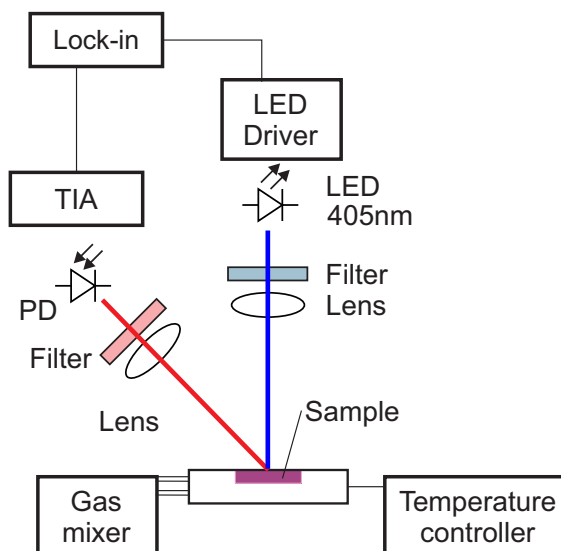 Lock-in
LED
Driver
TIA
LED
405nm
PD
Filter
Lens
Filter
Lens
Sample
Gas
mixer
Temperature
controller